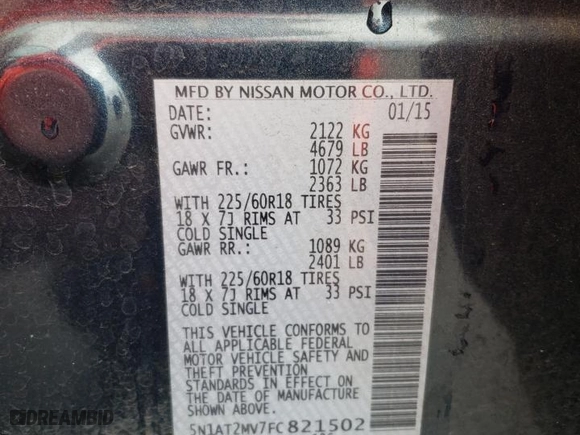 MFD BY NISSAN MOTOR CO., LTD.
DATE: 01/15
GVWR: 2122 KG
4679 LB
GAWR FR.: 1072 KG
2363 LB
WITH 225/60R18 TIRES
18 X 7J RIMS AT 33 PSI
COLD SINGLE
GAWR RR.: 1089 KG
2401 LB
WITH 225/60R18 TIRES
18 X 7J RIMS AT 33 PSI
COLD SINGLE
THIS VEHICLE CONFORMS TO
ALL APPLICABLE FEDERAL
MOTOR VEHICLE SAFETY AND
THEFT PREVENTION
STANDARDS IN EFFECT ON
THE DATE OF MANUFACTURE
SHOWN ABOVE.
5N1AT2MV7FC821502
DREAMBID